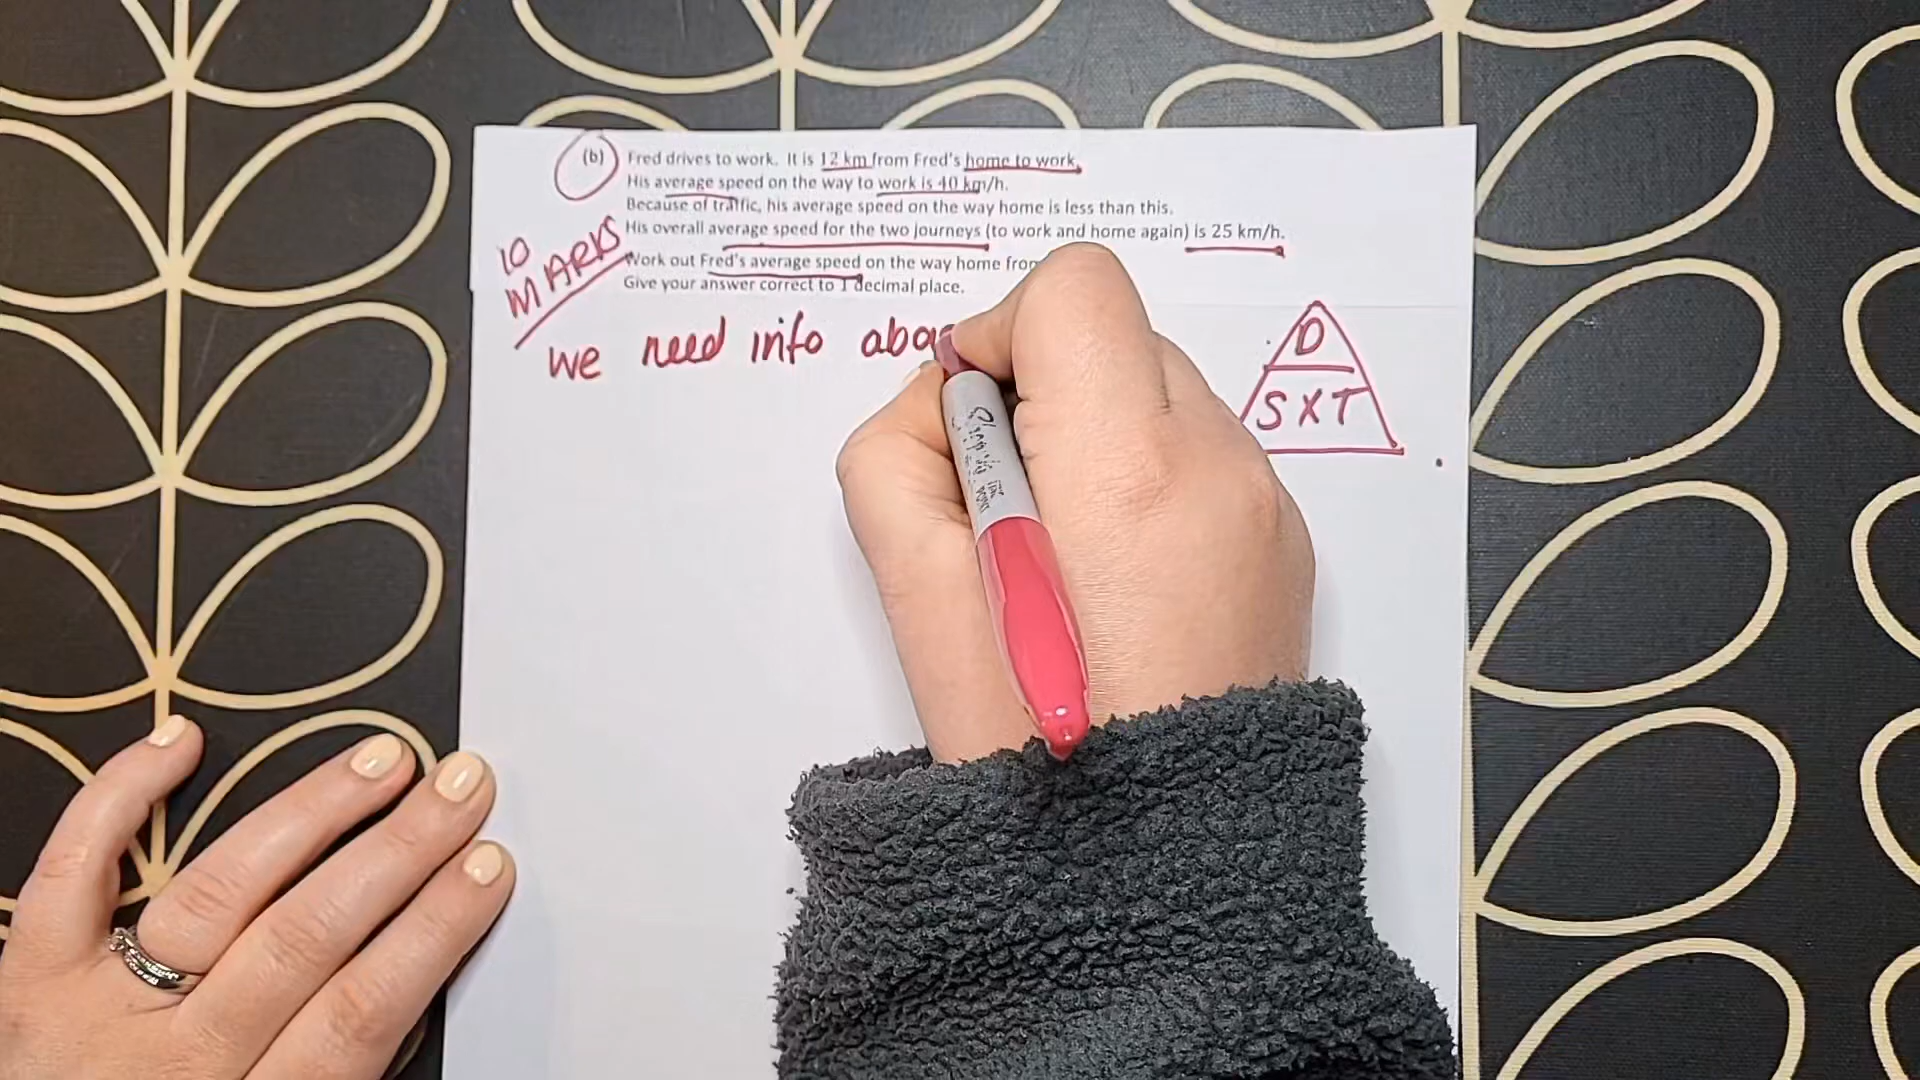 (b) Fred drives to work. It is 12 km from Fred's home to work.
His average speed on the way to work is 40 km/h.
Because of traffic, his average speed on the way home is less than this.
His overall average speed for the two journeys (to work and home again) is 25 km/h.
Work out Fred's average speed on the way home
Give your answer correct to 1 decimal place.
10
MARKS
we need info
D
S X T